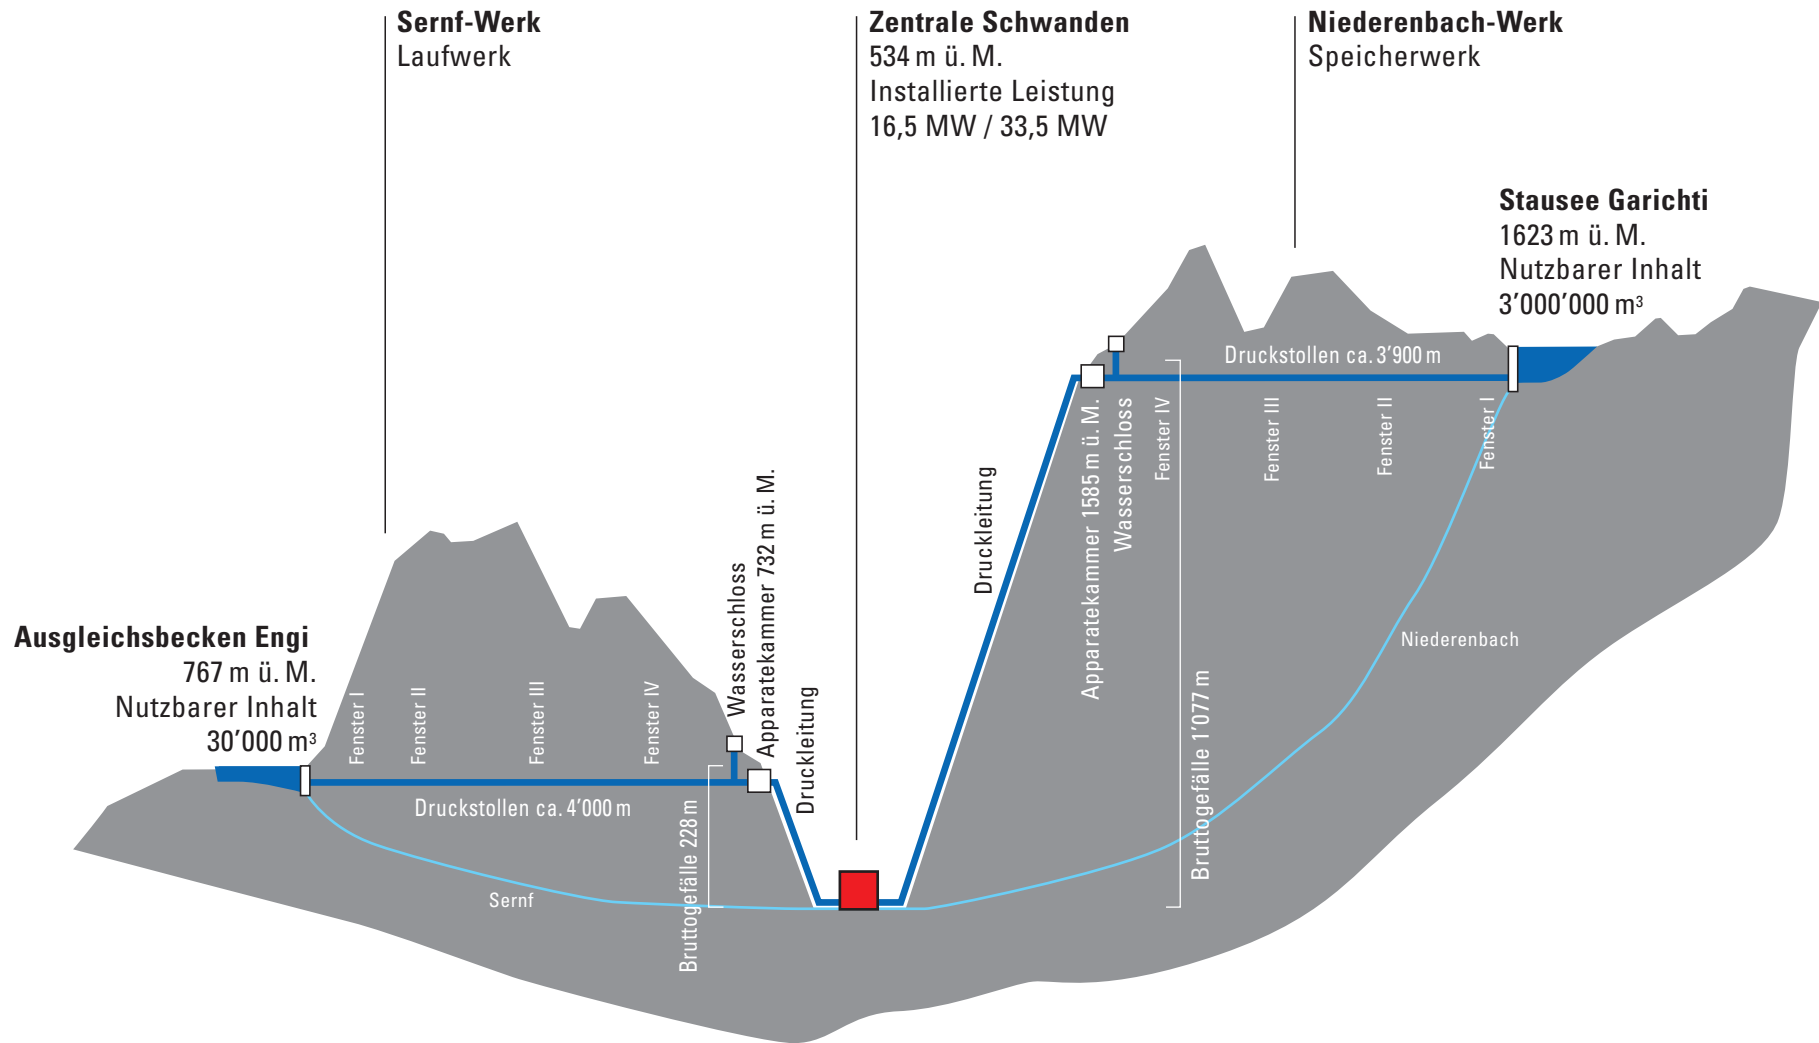 Sernf-Werk
Laufwerk
Zentrale Schwanden
534 m ü. M.
Installierte Leistung
16,5 MW / 33,5 MW
Niederenbach-Werk
Speicherwerk
Stausee Garichti
1623 m ü. M.
Nutzbarer Inhalt
3’000’000 m³
Druckstollen ca. 3’900 m
Apparatekammer 1585 m ü. M.
Wasserschloss
Fenster IV
Fenster III
Fenster II
Fenster I
Druckleitung
Bruttogefälle 1’077 m
Niederenbach
Ausgleichsbecken Engi
767 m ü. M.
Nutzbarer Inhalt
30’000 m³
Fenster I
Fenster II
Fenster III
Fenster IV
Wasserschloss
Apparatekammer 732 m ü. M.
Druckleitung
Druckstollen ca. 4’000 m
Bruttogefälle 228 m
Sernf